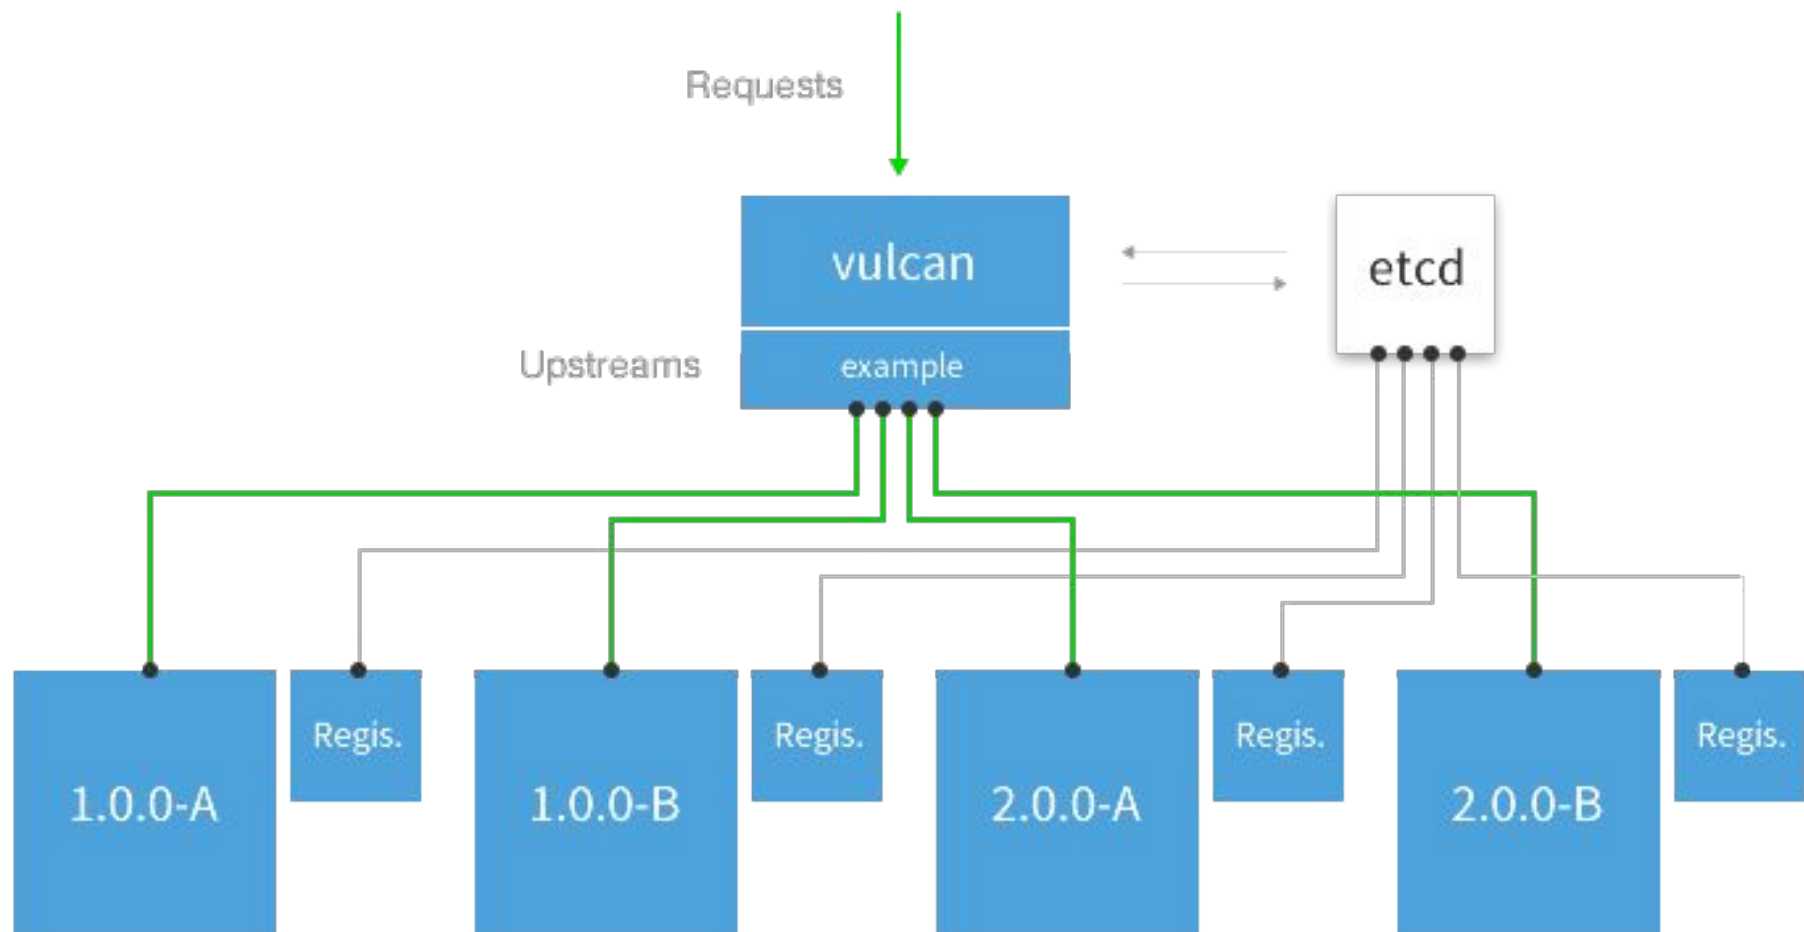 Requests
vulcan
etcd
Upstreams
example
Regis.
Regis.
Regis.
Regis.
1.0.0-A
1.0.0-B
2.0.0-A
2.0.0-B